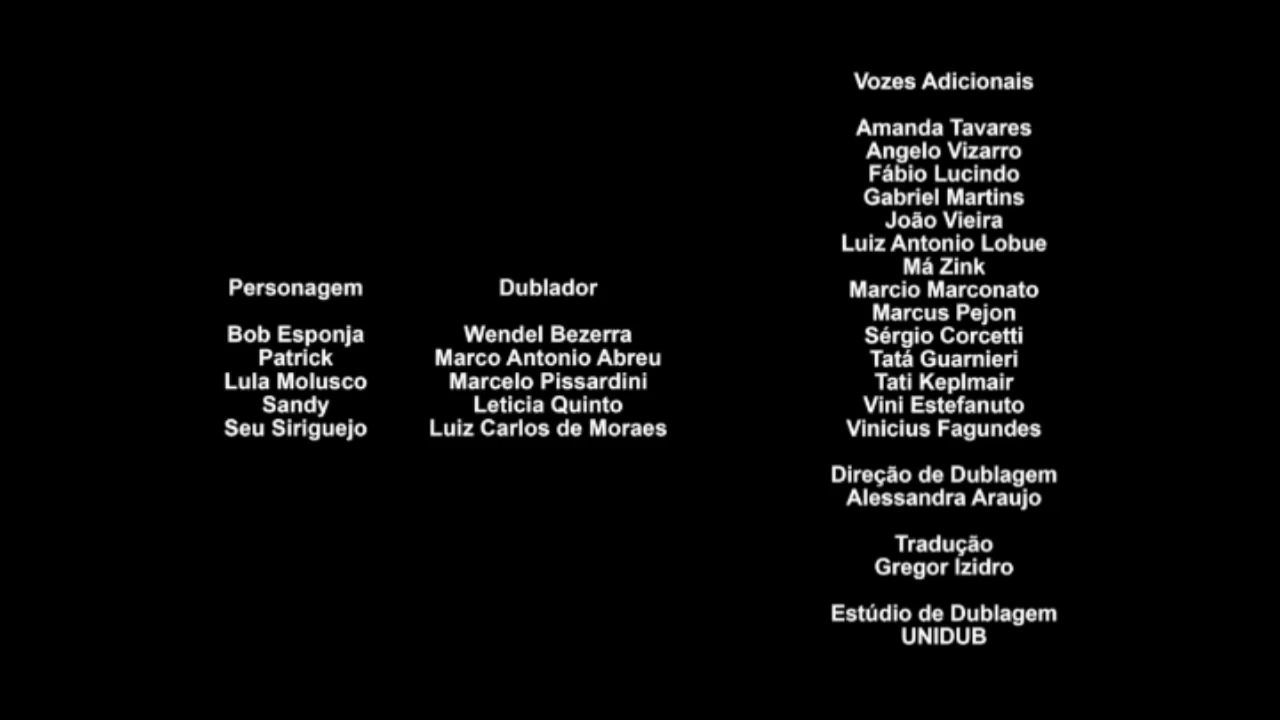 Personagem
Bob Esponja
Patrick
Lula Molusco
Sandy
Seu Siriguejo
Dublador
Wendel Bezerra
Marco Antonio Abreu
Marcelo Pissardini
Leticia Quinto
Luiz Carlos de Moraes
Vozes Adicionais
Amanda Tavares
Angelo Vizarro
Fábio Lucindo
Gabriel Martins
João Vieira
Luiz Antonio Lobue
Má Zink
Marcio Marconato
Marcus Pejon
Sérgio Corcetti
Tatá Guarnieri
Tati Keplmair
Vini Estefanuto
Vinicius Fagundes
Direção de Dublagem
Alessandra Araujo
Tradução
Gregor Izidro
Estúdio de Dublagem
UNIDUB